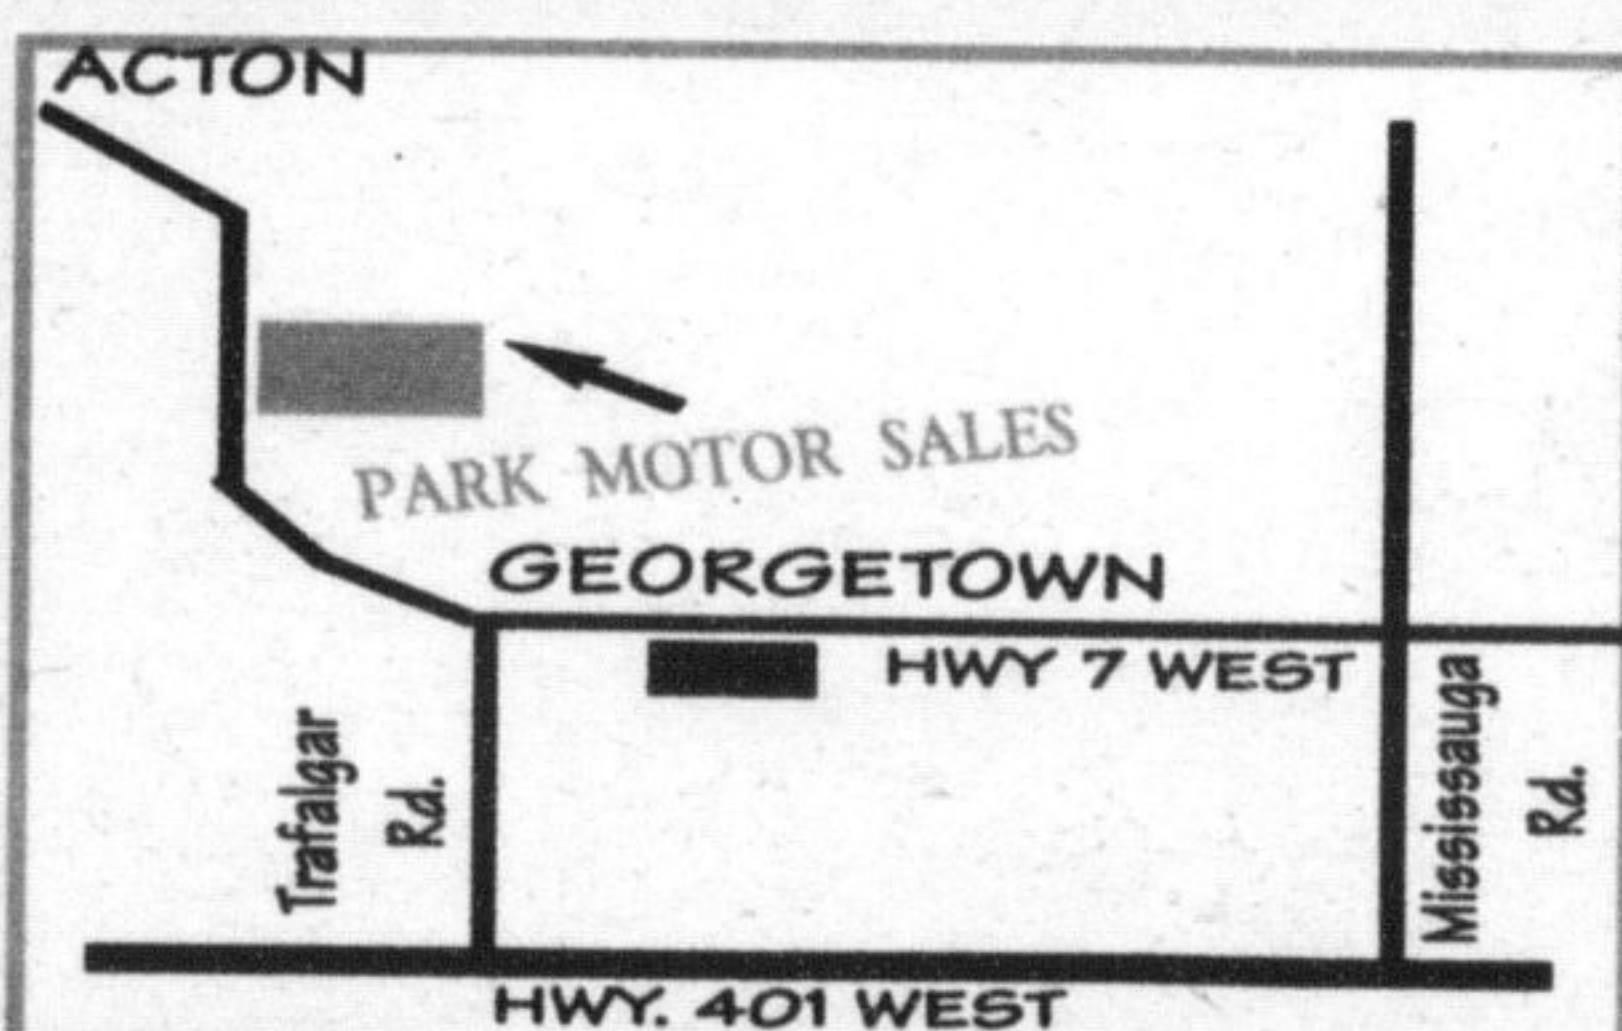 ACTON
PARK MOTOR SALES
GEORGETOWN
HWY 7 WEST
Trafalgar
Rd.
Mississauga
Rd.
HWY. 401 WEST